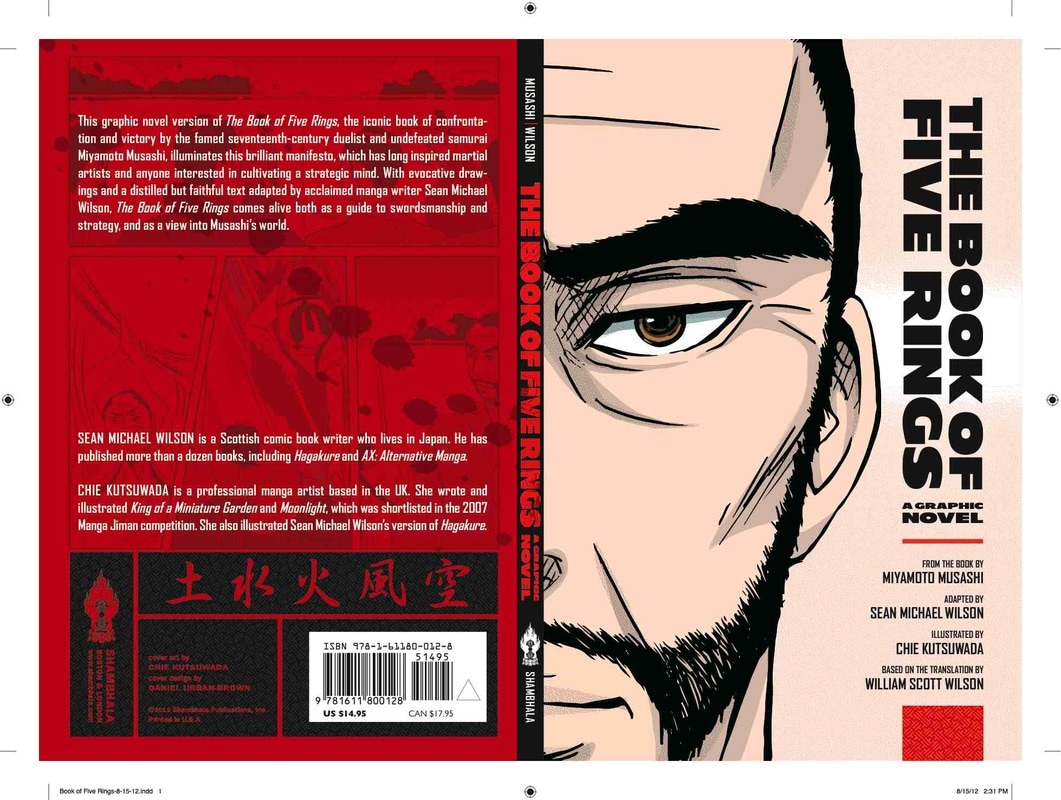 This graphic novel version of The Book of Five Rings, the iconic book of confronta-
tion and victory by the famed seventeenth-century duelist and undefeated samurai
Miyamoto Musashi, illuminates this brilliant manifesto, which has long inspired martial
artists and anyone interested in cultivating a strategic mind. With evocative draw-
ings and a distilled but faithful text adapted by acclaimed manga writer Sean Michael
Wilson, The Book of Five Rings comes alive both as a guide to swordsmanship and
strategy, and as a view into Musashi's world.
SEAN MICHAEL WILSON is a Scottish comic book writer who lives in Japan. He has
published more than a dozen books, including Hagakure and AX: Alternative Manga.
CHIE KUTSUWADA is a professional manga artist based in the UK. She wrote and
illustrated King of a Miniature Garden and Moonlight, which was shortlisted in the 2007
Manga Jiman competition. She also illustrated Sean Michael Wilson's version of Hagakure.
土水火風空
SHAMBHALA
BOSTON & LONDON
www.shambhala.com
cover art by
CHIE KUTSUWADA
cover design by
DANIEL URBAN-BROWN
©2012 Shambhala Publications, Inc.
Printed in U.S.A.
ISBN 978-1-61180-012-8
51495
9 781611 800128
US $14.95 CAN $17.95
MUSASHI | WILSON
THE BOOK OF FIVE RINGS
A GRAPHIC
NOVEL
SHAMBHALA
THE BOOK OF
FIVE RINGS
A GRAPHIC
NOVEL
FROM THE BOOK BY
MIYAMOTO MUSASHI
ADAPTED BY
SEAN MICHAEL WILSON
ILLUSTRATED BY
CHIE KUTSUWADA
BASED ON THE TRANSLATION BY
WILLIAM SCOTT WILSON
Book of Five Rings-8-15-12.indd 1
8/15/12 2:31 PM